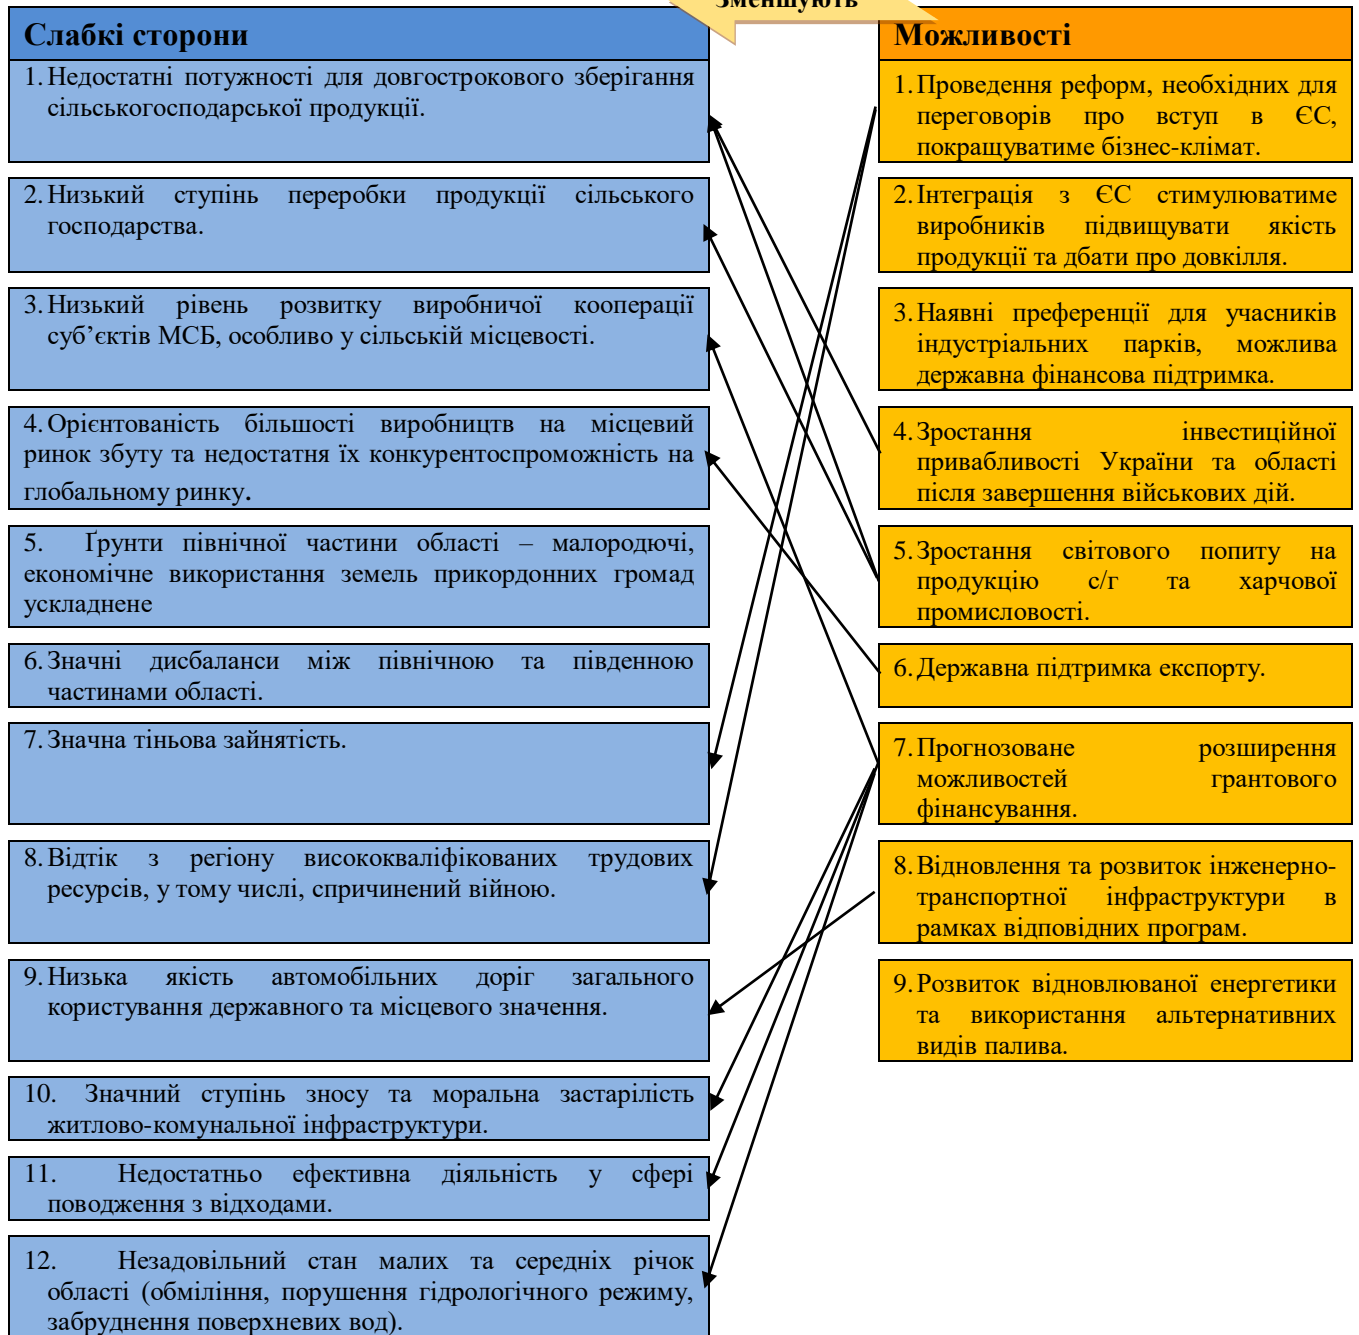 Зменшують
Слабкі сторони
1. Недостатні потужності для довгострокового зберігання
сільськогосподарської продукції.
2. Низький ступінь переробки продукції сільського
господарства.
3. Низький рівень розвитку виробничої кооперації
суб’єктів МСБ, особливо у сільській місцевості.
4. Орієнтованість більшості виробництв на місцевий
ринок збуту та недостатня їх конкурентоспроможність на
глобальному ринку.
5. Ґрунти північної частини області – малородючі,
економічне використання земель прикордонних громад
ускладнене
6. Значні дисбаланси між північною та південною
частинами області.
7. Значна тіньова зайнятість.
8. Відтік з регіону висококваліфікованих трудових
ресурсів, у тому числі, спричинений війною.
9. Низька якість автомобільних доріг загального
користування державного та місцевого значення.
10. Значний ступінь зносу та моральна застарілість
житлово-комунальної інфраструктури.
11. Недостатньо ефективна діяльність у сфері
поводження з відходами.
12. Незадовільний стан малих та середніх річок
області (обміління, порушення гідрологічного режиму,
забруднення поверхневих вод).
Можливості
1. Проведення реформ, необхідних для
переговорів про вступ в ЄС,
покращуватиме бізнес-клімат.
2. Інтеграція з ЄС стимулюватиме
виробників підвищувати якість
продукції та дбати про довкілля.
3. Наявні преференції для учасників
індустріальних парків, можлива
державна фінансова підтримка.
4. Зростання інвестиційної
привабливості України та області
після завершення військових дій.
5. Зростання світового попиту на
продукцію с/г та харчової
промисловості.
6. Державна підтримка експорту.
7. Прогнозоване розширення
можливостей грантового
фінансування.
8. Відновлення та розвиток інженерно-
транспортної інфраструктури в
рамках відповідних програм.
9. Розвиток відновлюваної енергетики
та використання альтернативних
видів палива.